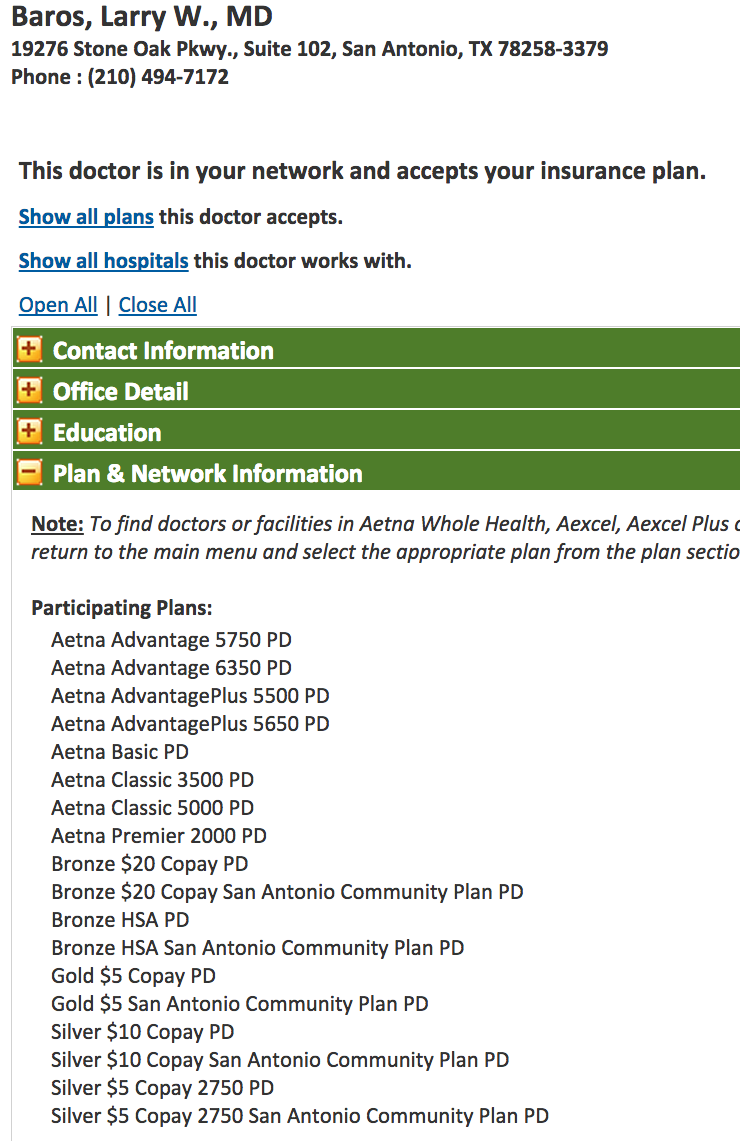 Baros, Larry W., MD
19276 Stone Oak Pkwy., Suite 102, San Antonio, TX 78258-3379
Phone : (210) 494-7172
This doctor is in your network and accepts your insurance plan.
Show all plans this doctor accepts.
Show all hospitals this doctor works with.
Open All | Close All
Contact Information
Office Detail
Education
Plan & Network Information
Note: To find doctors or facilities in Aetna Whole Health, Aexcel, Aexcel Plus
return to the main menu and select the appropriate plan from the plan sectio
Participating Plans:
Aetna Advantage 5750 PD
Aetna Advantage 6350 PD
Aetna AdvantagePlus 5500 PD
Aetna AdvantagePlus 5650 PD
Aetna Basic PD
Aetna Classic 3500 PD
Aetna Classic 5000 PD
Aetna Premier 2000 PD
Bronze $20 Copay PD
Bronze $20 Copay San Antonio Community Plan PD
Bronze HSA PD
Bronze HSA San Antonio Community Plan PD
Gold $5 Copay PD
Gold $5 San Antonio Community Plan PD
Silver $10 Copay PD
Silver $10 Copay San Antonio Community Plan PD
Silver $5 Copay 2750 PD
Silver $5 Copay 2750 San Antonio Community Plan PD